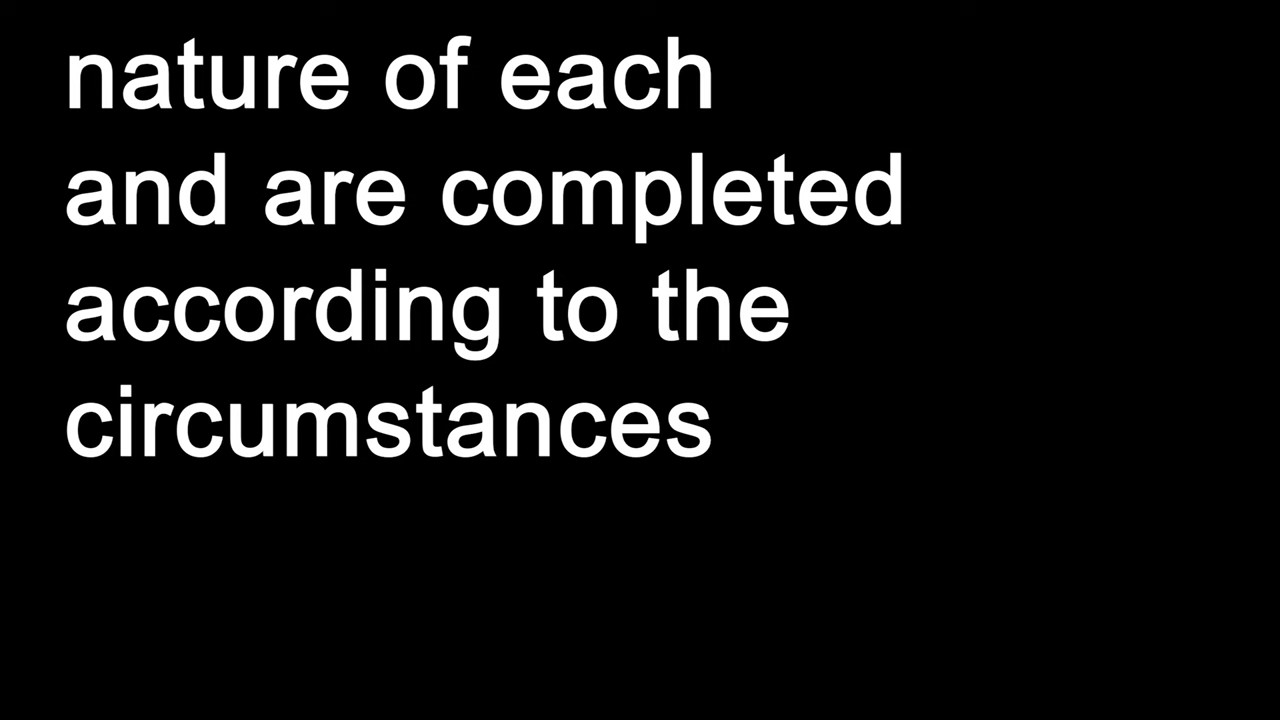 nature of each
and are completed
according to the
circumstances